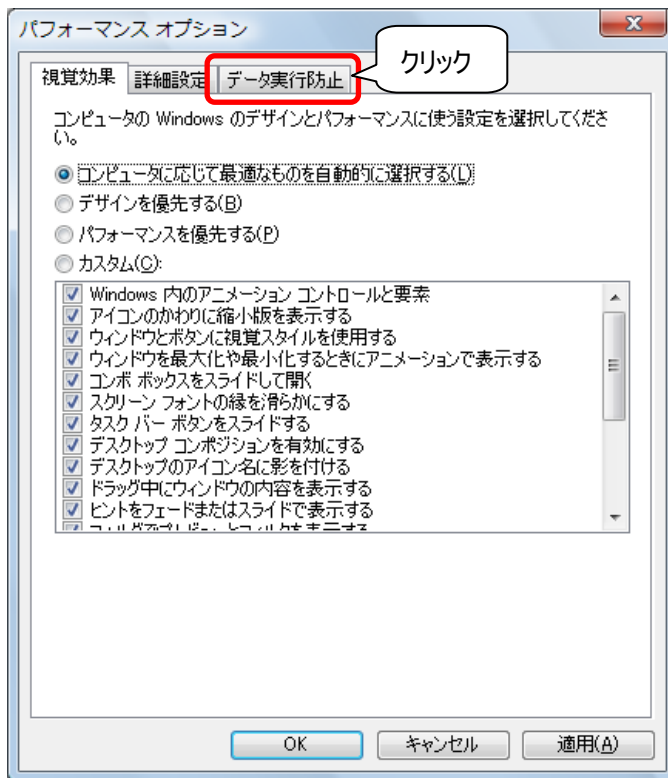 パフォーマンス オプション
視覚効果 詳細設定 データ実行防止
クリック
コンピュータの Windows のデザインとパフォーマンスに使う設定を選択してくださ
い。
コンピュータに応じて最適なものを自動的に選択する(L)
デザインを優先する(B)
パフォーマンスを優先する(P)
カスタム(C):
Windows 内のアニメーション コントロールと要素
アイコンのかわりに縮小版を表示する
ウィンドウとボタンに視覚スタイルを使用する
ウィンドウを最大化や最小化するときにアニメーションで表示する
コンボ ボックスをスライドして開く
スクリーン フォントの縁を滑らかにする
タスク バー ボタンをスライドする
デスクトップ コンポジションを有効にする
デスクトップのアイコン名に影を付ける
ドラッグ中にウィンドウの内容を表示する
ヒントをフェードまたはスライドで表示する
OK キャンセル 適用(A)